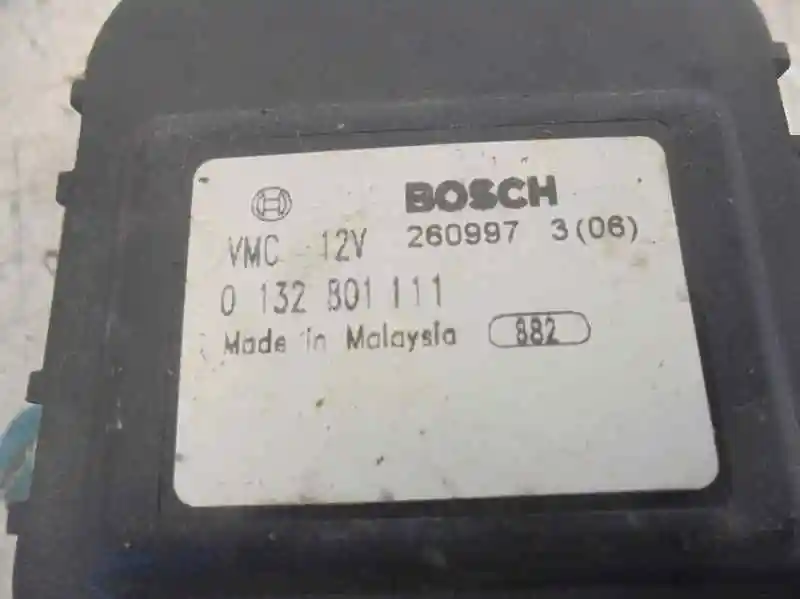 BOSCH
VMC 12V 260997 3(06)
0 132 801 111
Made in Malaysia 882